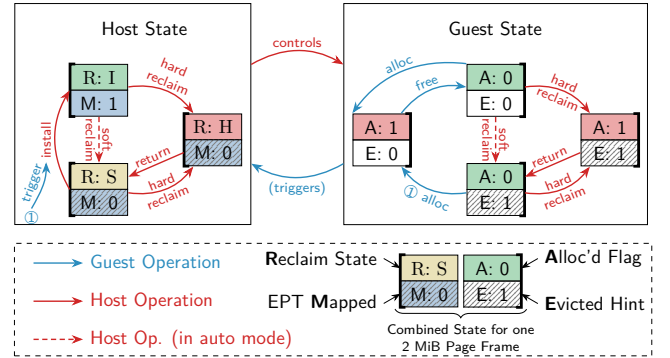 Host State
Guest State
controls
(triggers)
R: I
M: 1
hard
reclaim
install
soft
reclaim
R: H
M: 0
return
R: S
M: 0
hard
reclaim
trigger
①
alloc
free
A: 0
E: 0
hard
reclaim
A: 1
E: 0
soft
reclaim
A: 1
E: 1
return
A: 0
E: 1
hard
reclaim
① alloc
Guest Operation
Host Operation
Host Op. (in auto mode)
Reclaim State
EPT Mapped
R: S
M: 0
A: 0
E: 1
Alloc'd Flag
Evicted Hint
Combined State for one
2 MiB Page Frame